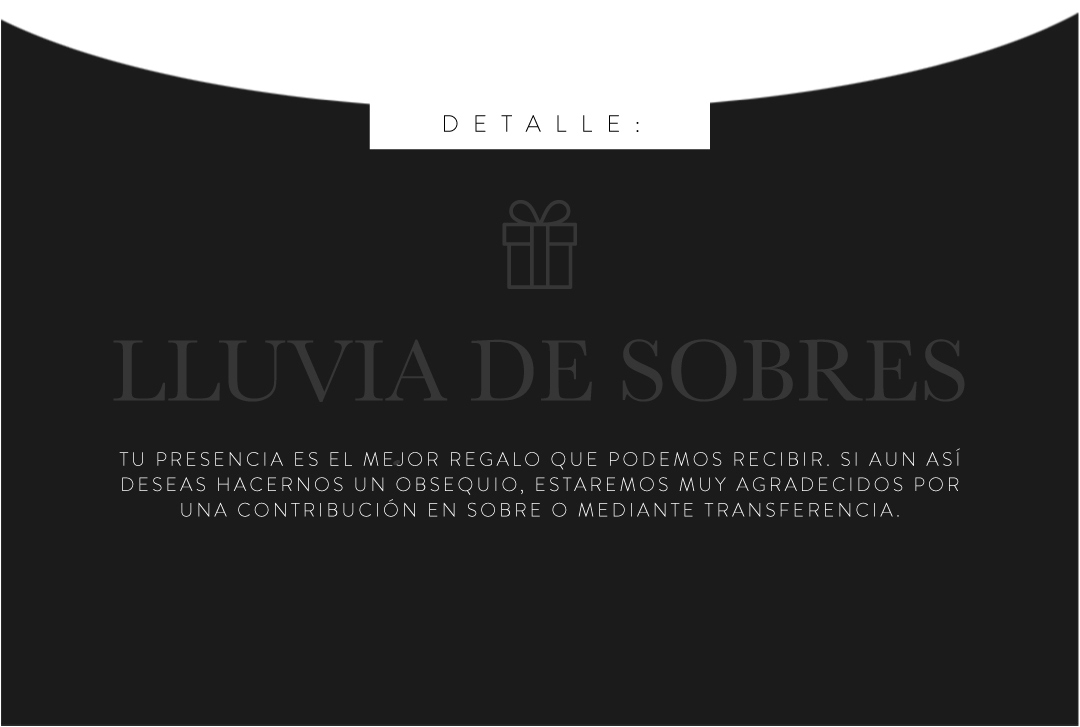 DETALLE:
LLUVIA DE SOBRES
TU PRESENCIA ES EL MEJOR REGALO QUE PODEMOS RECIBIR. SI AUN ASÍ
DESEAS HACERNOS UN OBSEQUIO, ESTAREMOS MUY AGRADECIDOS POR
UNA CONTRIBUCIÓN EN SOBRE O MEDIANTE TRANSFERENCIA.